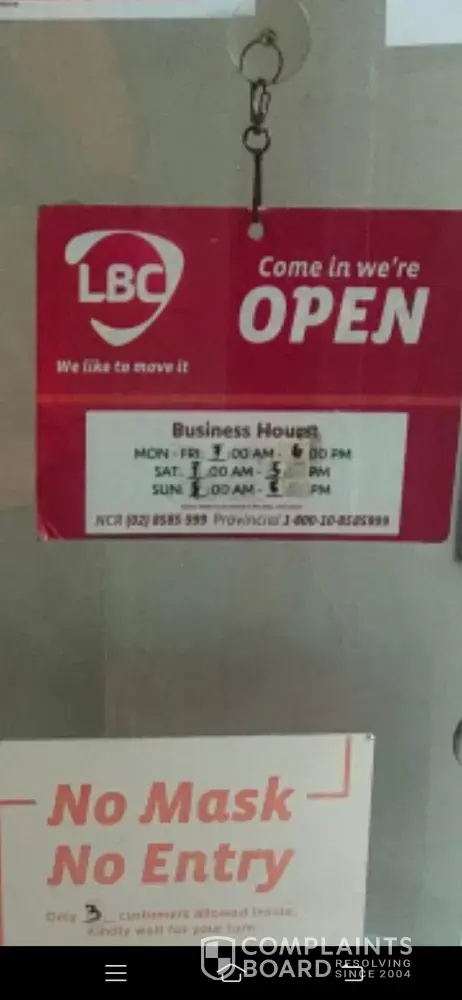 LBC
We like to move it
Come in we're
OPEN
Business Hours
MON - FRI: :00 AM - 6:00 PM
SAT: :00 AM - 5 PM
SUN: 8:00 AM - PM
NCR (02) 8585 999 Provincial 1-800-10-8585999
No Mask
No Entry
Only 3 customers allowed inside.
Kindly wait for your turn
COMPLAINTS
BOARD
RESOLVING
SINCE 2004